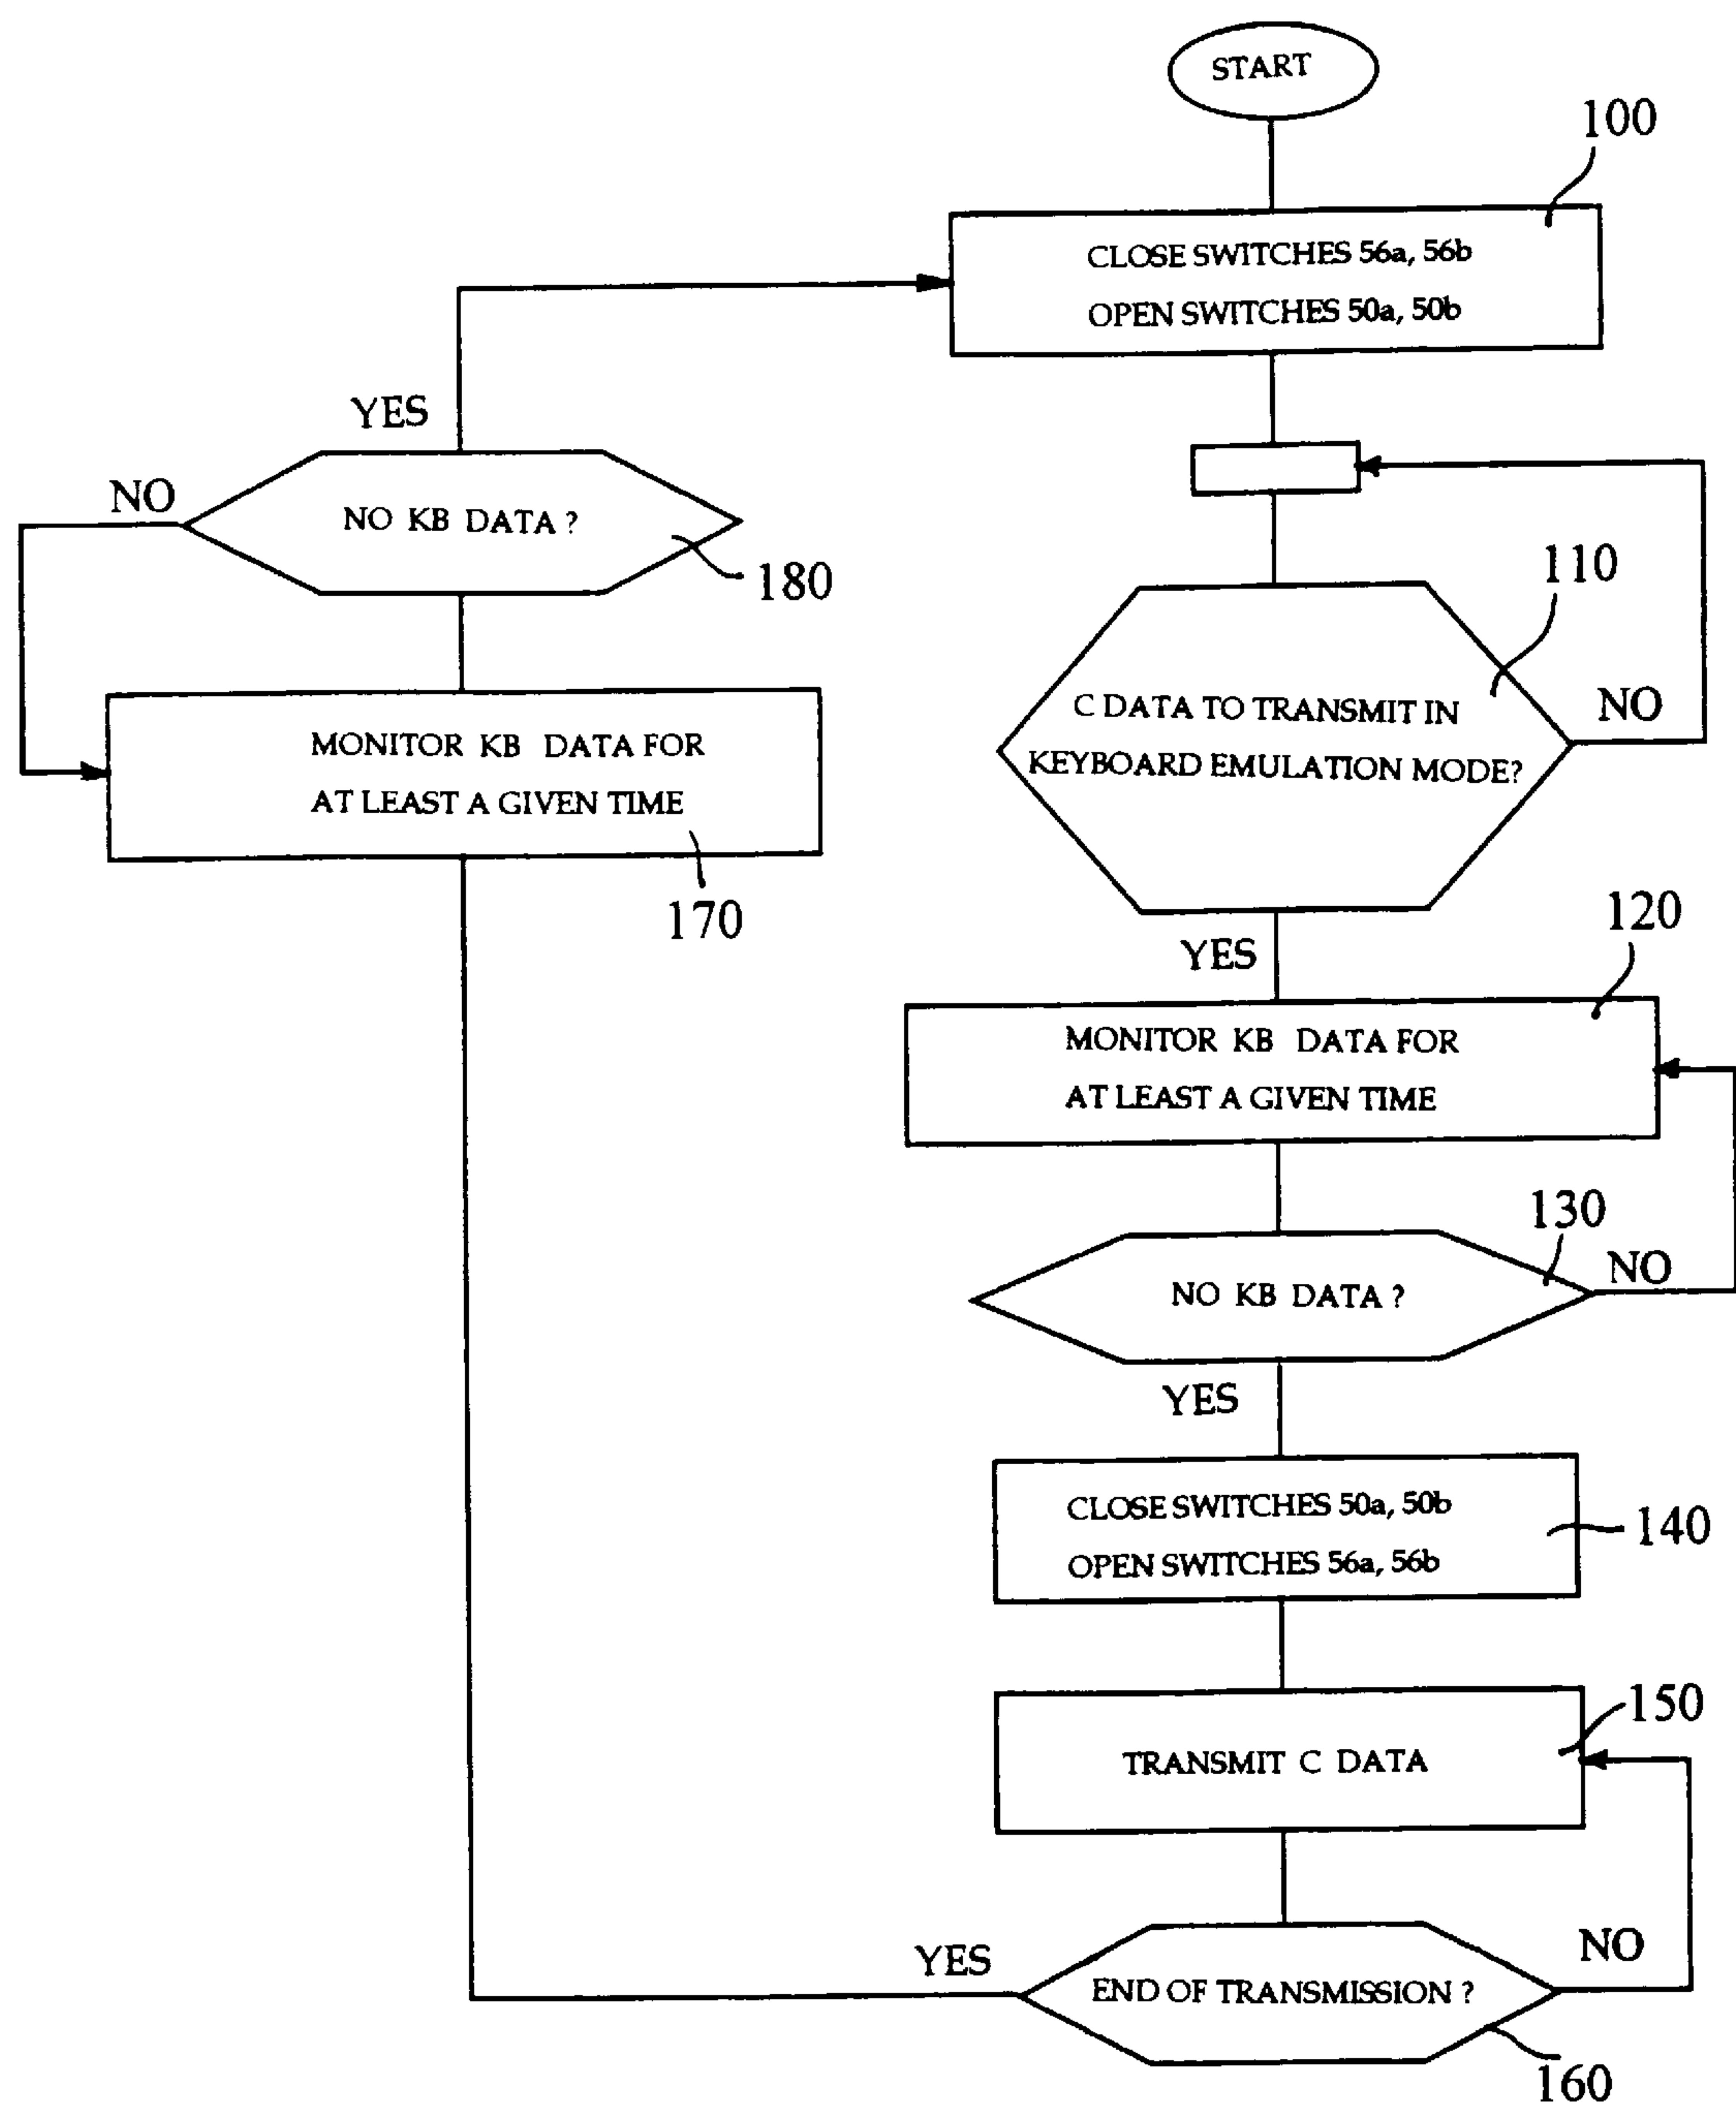 START
100
CLOSE SWITCHES 56a, 56b
OPEN SWITCHES 50a, 50b
YES
NO
NO KB DATA ?
180
110
C DATA TO TRANSMIT IN
KEYBOARD EMULATION MODE?
NO
MONITOR KB DATA FOR
AT LEAST A GIVEN TIME
170
YES
120
MONITOR KB DATA FOR
AT LEAST A GIVEN TIME
130
NO KB DATA ?
NO
YES
CLOSE SWITCHES 50a, 50b
OPEN SWITCHES 56a, 56b
140
150
TRANSMIT C DATA
YES
NO
END OF TRANSMISSION ?
160